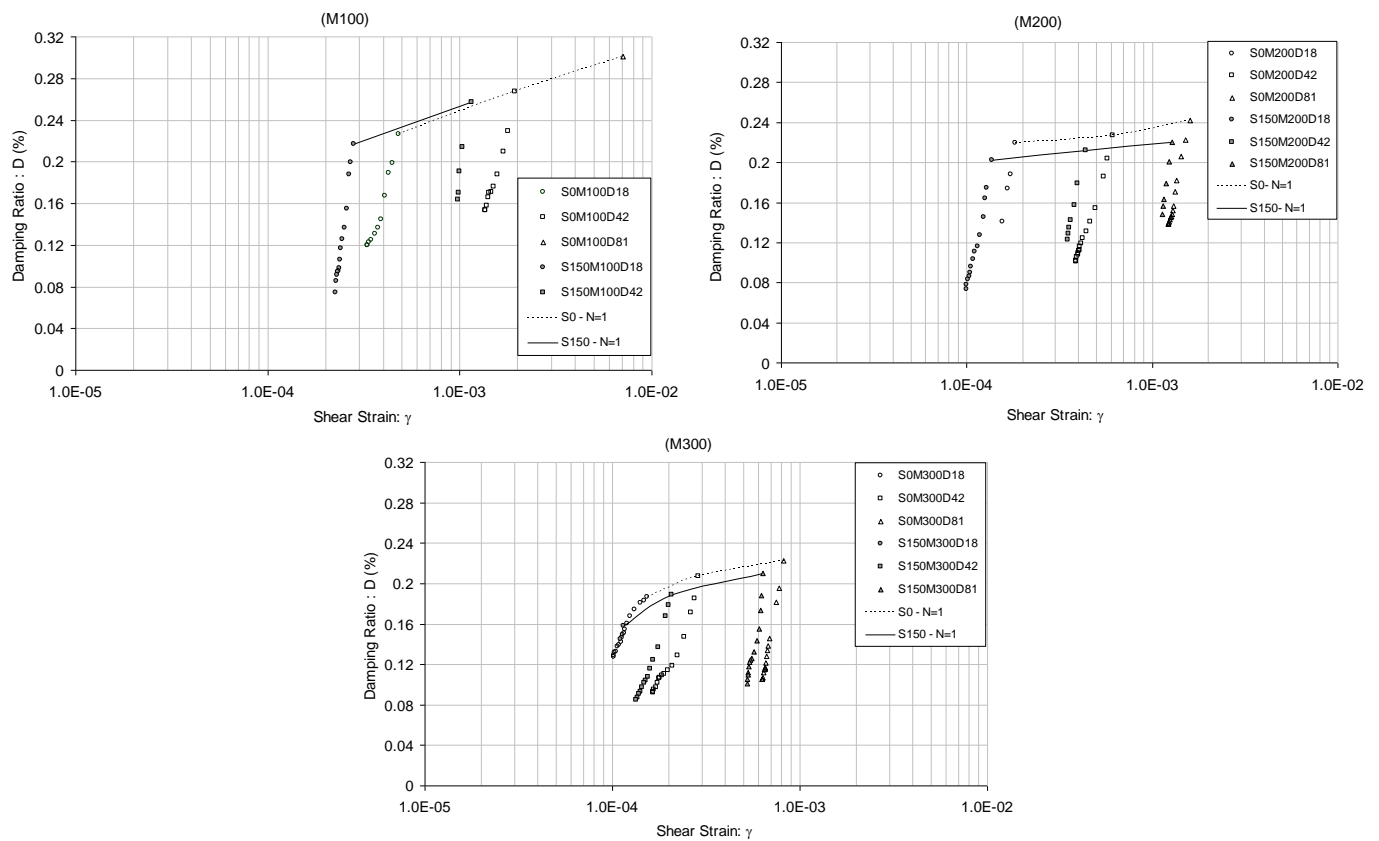 (M100)
0.32
0.28
0.24
0.2
0.16
0.12
0.08
0.04
0
Damping Ratio : D (%)
1.0E-05
1.0E-04
1.0E-03
1.0E-02
Shear Strain: γ
S0M100D18
S0M100D42
S0M100D81
S150M100D18
S150M100D42
S0 - N=1
S150 - N=1
(M200)
0.32
0.28
0.24
0.2
0.16
0.12
0.08
0.04
0
Damping Ratio : D (%)
1.0E-05
1.0E-04
1.0E-03
1.0E-02
Shear Strain: γ
S0M200D18
S0M200D42
S0M200D81
S150M200D18
S150M200D42
S150M200D81
S0- N=1
S150- N=1
(M300)
0.32
0.28
0.24
0.2
0.16
0.12
0.08
0.04
0
Damping Ratio : D (%)
1.0E-05
1.0E-04
1.0E-03
1.0E-02
Shear Strain: γ
S0M300D18
S0M300D42
S0M300D81
S150M300D18
S150M300D42
S150M300D81
S0 - N=1
S150 - N=1